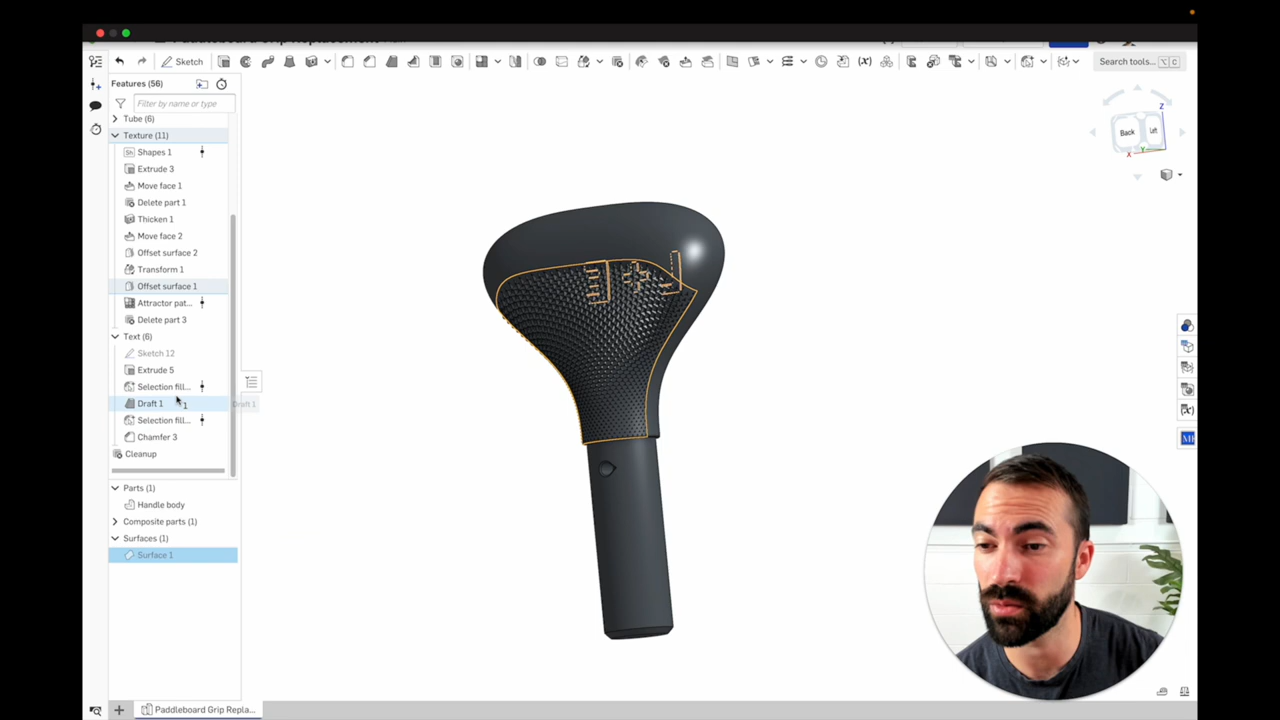 Sketch
Search tools...
Features (56)
Filter by name or type
Tube (6)
Texture (11)
Shapes 1
Extrude 3
Move face 1
Delete part 1
Thicken 1
Move face 2
Offset surface 2
Transform 1
Offset surface 1
Attractor pat...
Delete part 3
Text (6)
Sketch 12
Extrude 5
Selection fill...
Draft 1
1
Draft 1
Selection fill...
Chamfer 3
Cleanup
Parts (1)
Handle body
Composite parts (1)
Surfaces (1)
Surface 1
Z
Back
Left
X
Y
Paddleboard Grip Repla...